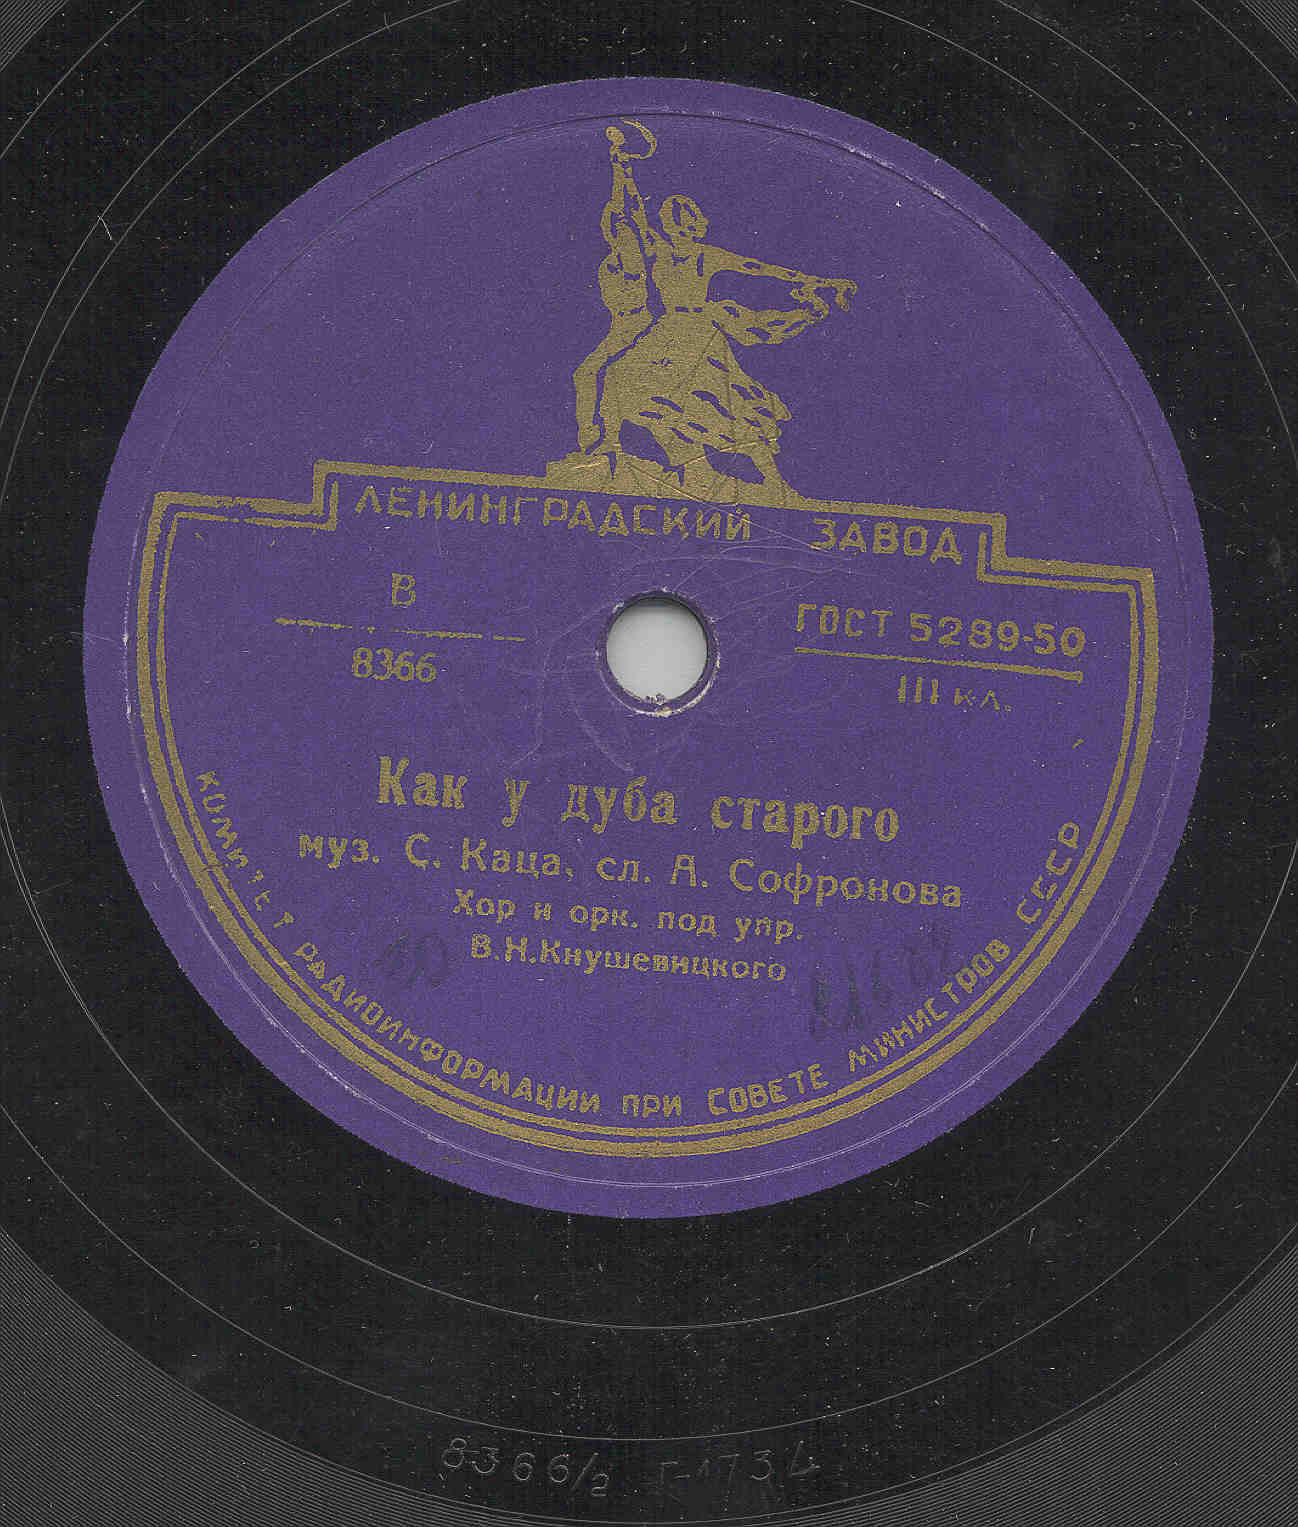 ЛЕНИНГРАДСКИЙ ЗАВОД
В
8366
ГОСТ 5289-50
III кл.
Как у дуба старого
муз. С. Каца, сл. А. Софронова
Хор и орк. под упр.
В.Н.Кнушевицкого
КОМИТЕТ РАДИОИНФОРМАЦИИ ПРИ СОВЕТЕ МИНИСТРОВ СССР
8366/2 Г-1734